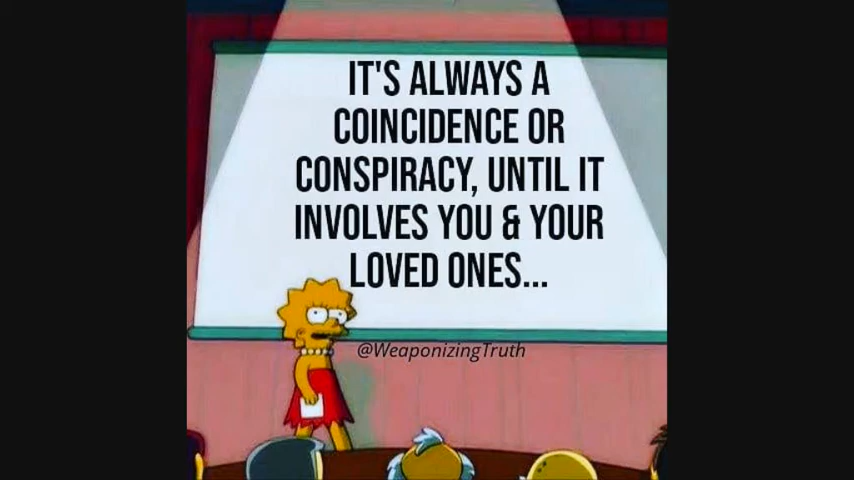 IT'S ALWAYS A
COINCIDENCE OR
CONSPIRACY, UNTIL IT
INVOLVES YOU & YOUR
LOVED ONES...
@WeaponizingTruth